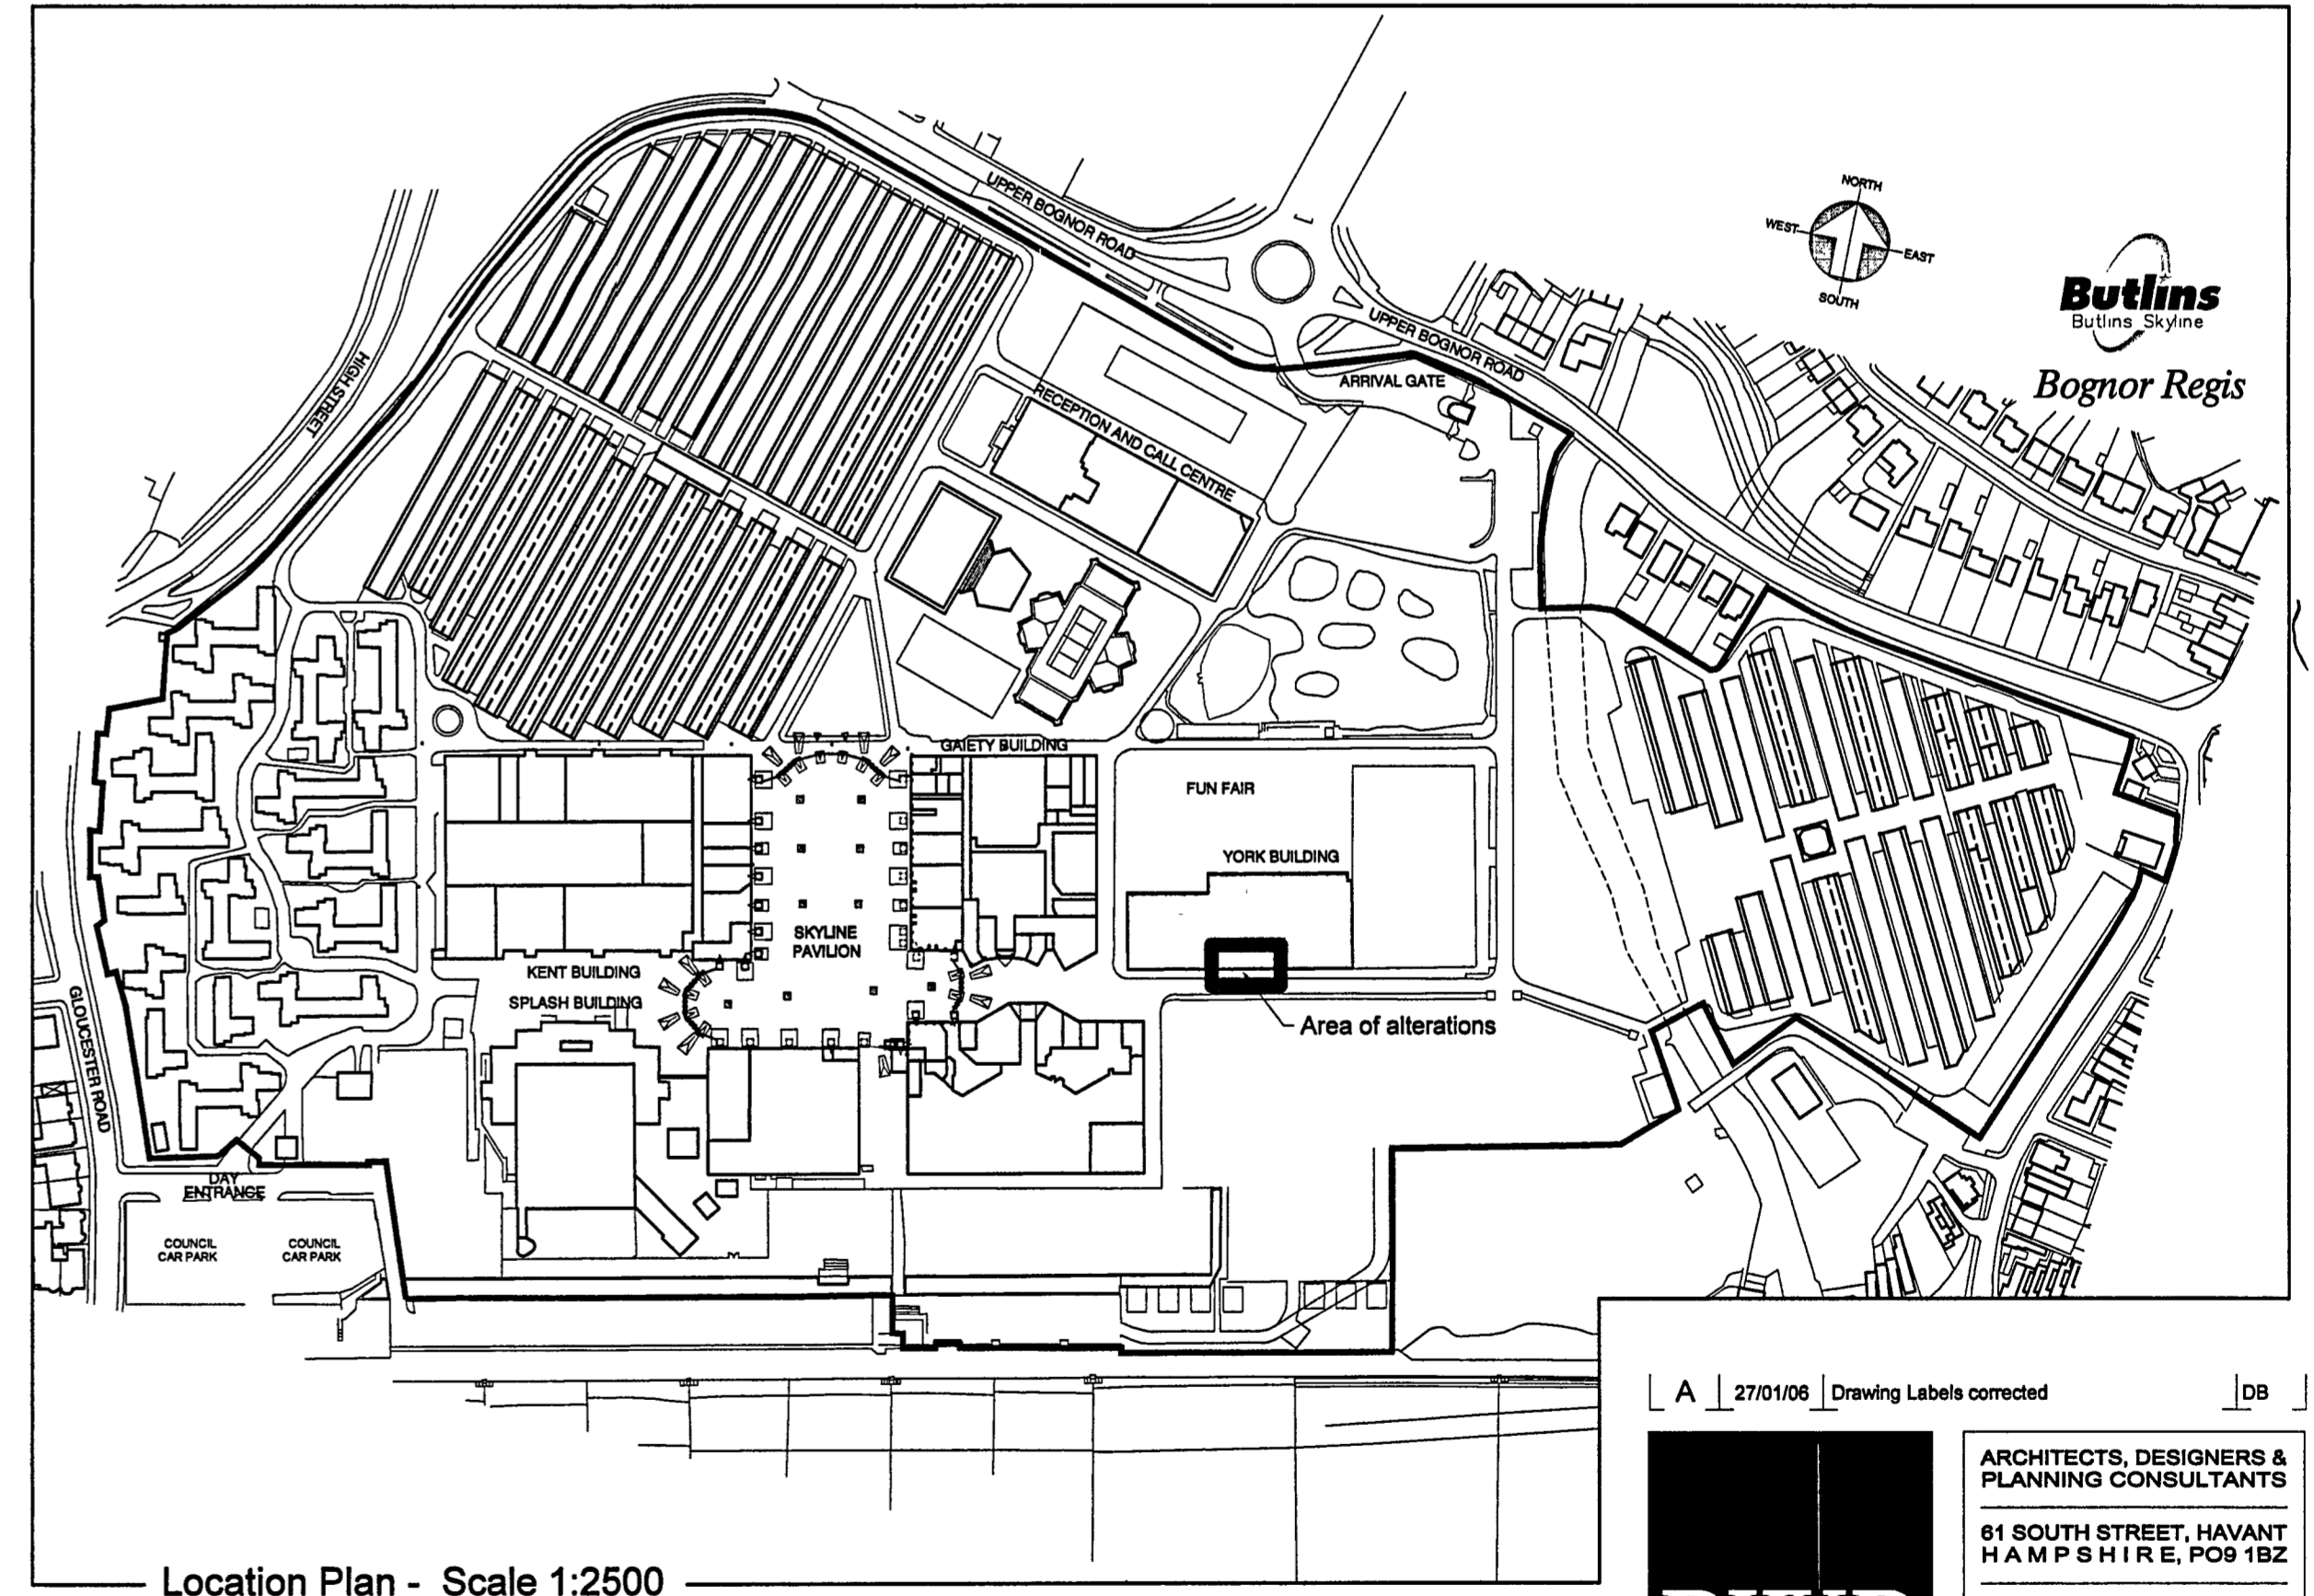 UPPER BOGNOR ROAD
NORTH
WEST
EAST
SOUTH
Butlins
Butlins Skyline
Bognor Regis
UPPER BOGNOR ROAD
HIGH STREET
ARRIVAL GATE
RECEPTION AND CALL CENTRE
GAIETY BUILDING
FUN FAIR
YORK BUILDING
SKYLINE
PAVILION
KENT BUILDING
SPLASH BUILDING
GLOUCESTER ROAD
Area of alterations
DAY
ENTRANCE
COUNCIL
CAR PARK
COUNCIL
CAR PARK
A 27/01/06 Drawing Labels corrected DB
ARCHITECTS, DESIGNERS &
PLANNING CONSULTANTS
61 SOUTH STREET, HAVANT
HAMPSHIRE, PO9 1BZ
Location Plan - Scale 1:2500